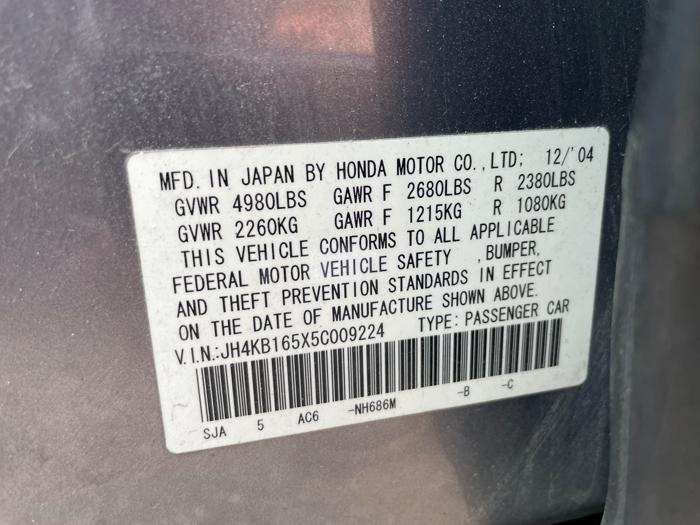 MFD. IN JAPAN BY HONDA MOTOR CO.,LTD; 12/'04
GVWR 4980LBS GAWR F 2680LBS R 2380LBS
GVWR 2260KG GAWR F 1215KG R 1080KG
THIS VEHICLE CONFORMS TO ALL APPLICABLE
FEDERAL MOTOR VEHICLE SAFETY ,BUMPER,
AND THEFT PREVENTION STANDARDS IN EFFECT
ON THE DATE OF MANUFACTURE SHOWN ABOVE.
V.I.N.:JH4KB165X5C009224 TYPE: PASSENGER CAR
SJA 5 AC6 -NH686M -B -C